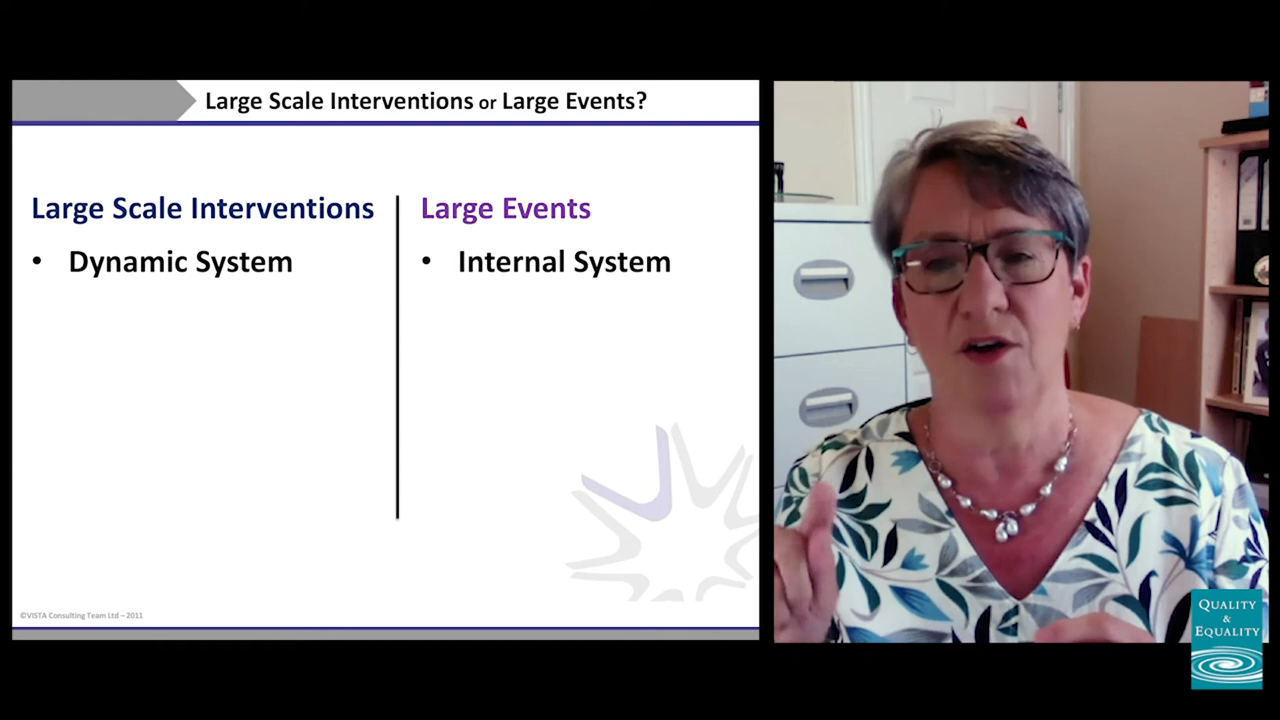 Large Scale Interventions or Large Events?
Large Scale Interventions
• Dynamic System
Large Events
• Internal System
©VISTA Consulting Team Ltd – 2011
QUALITY
&
EQUALITY